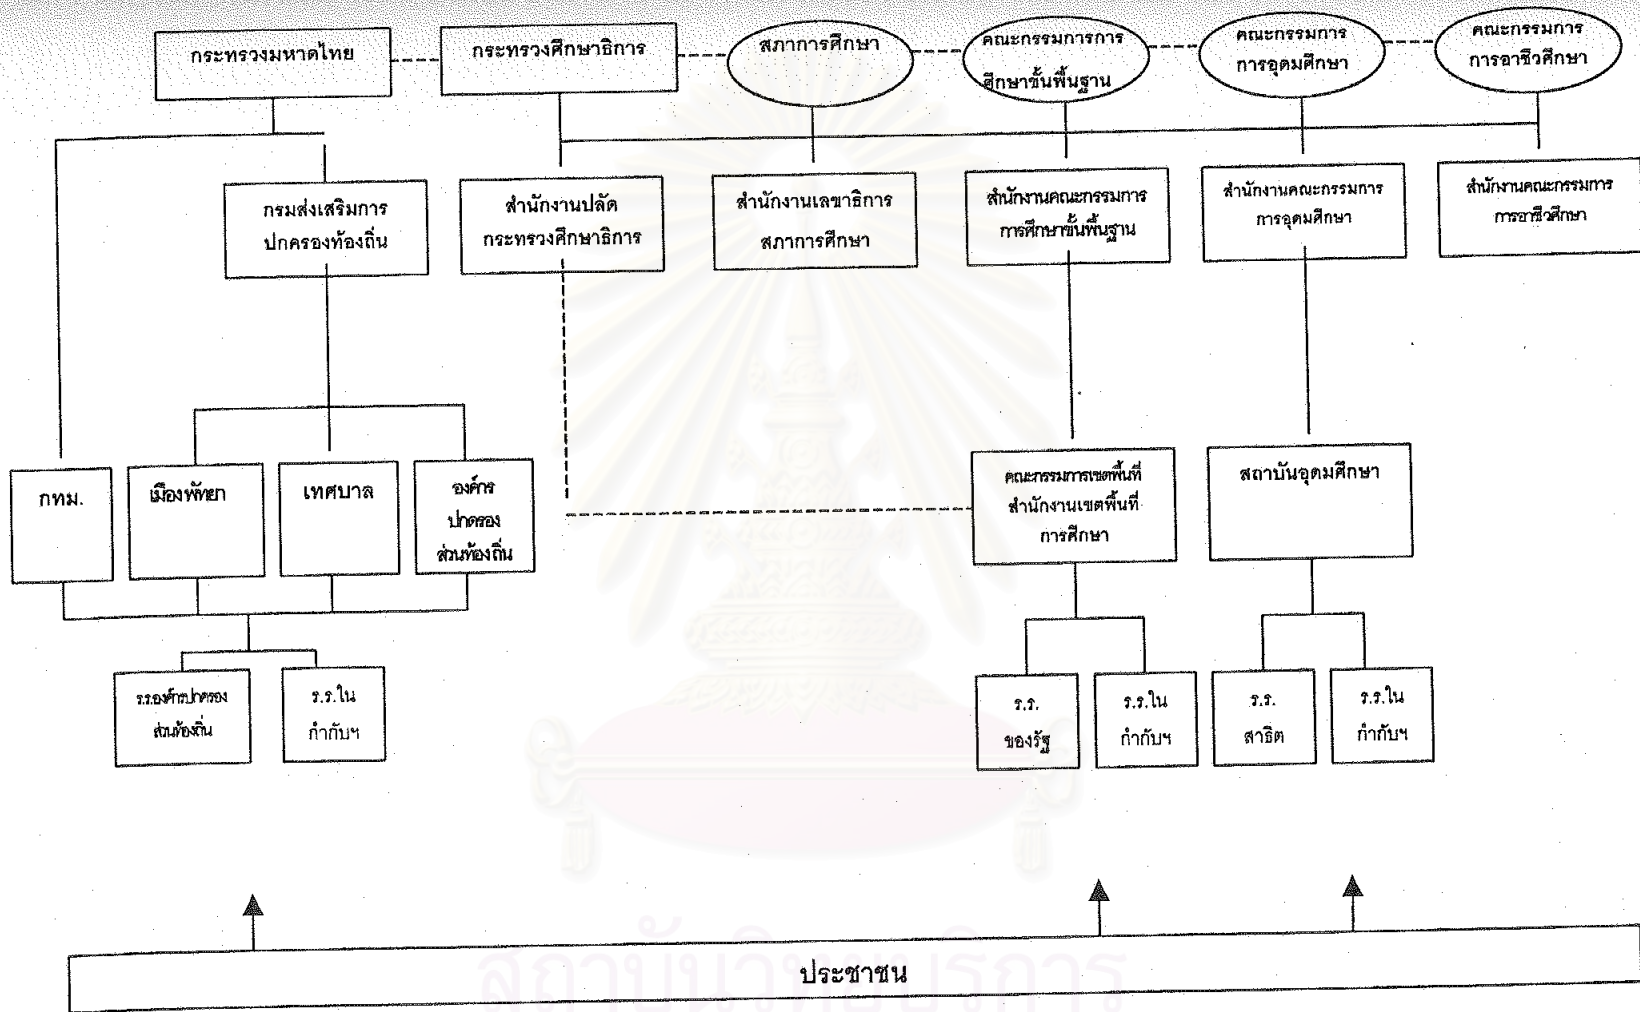 กระทรวงมหาดไทย
กระทรวงศึกษาธิการ
สภาการศึกษา
คณะกรรมการการ
ศึกษาขั้นพื้นฐาน
คณะกรรมการ
การอุดมศึกษา
คณะกรรมการ
การอาชีวศึกษา
กรมส่งเสริมการ
ปกครองท้องถิ่น
สำนักงานปลัด
กระทรวงศึกษาธิการ
สำนักงานเลขาธิการ
สภาการศึกษา
สำนักงานคณะกรรมการ
การศึกษาขั้นพื้นฐาน
สำนักงานคณะกรรมการ
การอุดมศึกษา
สำนักงานคณะกรรมการ
การอาชีวศึกษา
กทม.
เมืองพัทยา
เทศบาล
องค์กร
ปกครอง
ส่วนท้องถิ่น
คณะกรรมการเขตพื้นที่
สำนักงานเขตพื้นที่
การศึกษา
สถาบันอุดมศึกษา
ร.ร.องค์กรปกครอง
ส่วนท้องถิ่น
ร.ร.ใน
กำกับฯ
ร.ร.
ของรัฐ
ร.ร.ใน
กำกับฯ
ร.ร.
สาธิต
ร.ร.ใน
กำกับฯ
ประชาชน
สถาบันวิทยบริการ